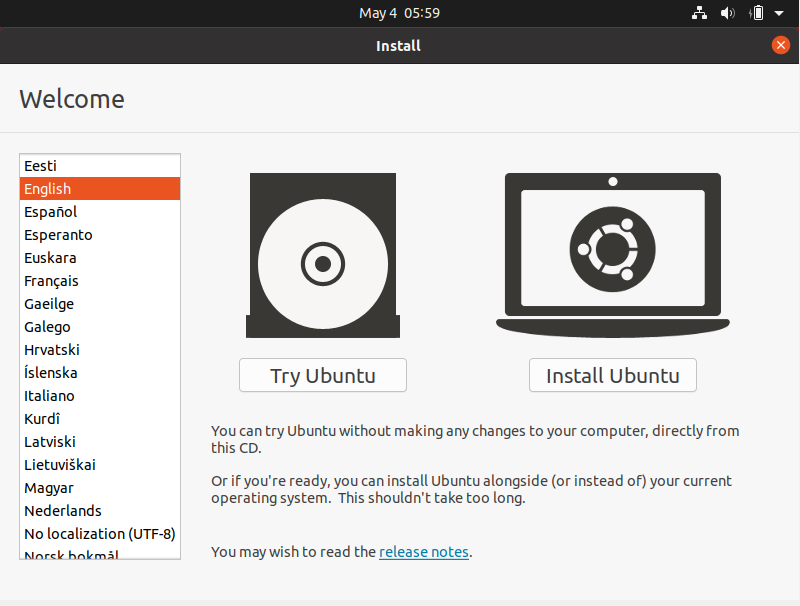 May 4 05:59
Install
Welcome
Eesti
English
Español
Esperanto
Euskara
Français
Gaeilge
Galego
Hrvatski
Íslenska
Italiano
Kurdî
Latviski
Lietuviškai
Magyar
Nederlands
No localization (UTF-8)
Norsk bokmål
Try Ubuntu
Install Ubuntu
You can try Ubuntu without making any changes to your computer, directly from
this CD.
Or if you're ready, you can install Ubuntu alongside (or instead of) your current
operating system. This shouldn't take too long.
You may wish to read the release notes.